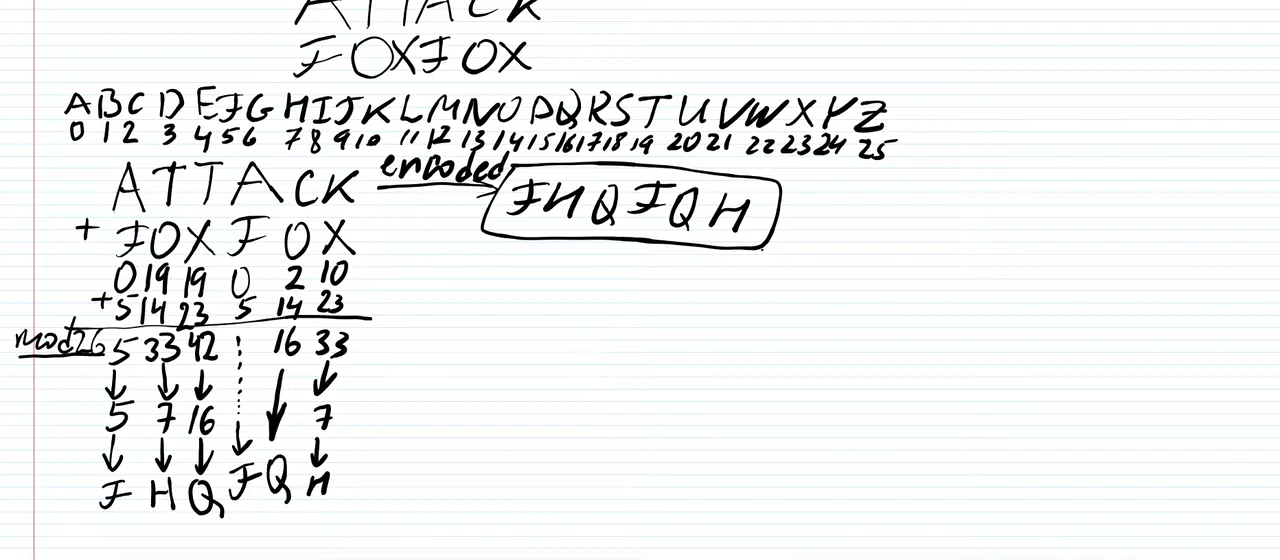 ATTACK
FOXFOX
A B C D E F G H I J K L M N O P Q R S T U V W X Y Z
0 1 2 3 4 5 6 7 8 9 10 11 12 13 14 15 16 17 18 19 20 21 22 23 24 25
ATTACK encoded FHQFQH
+ FOXFOX
0 19 19 0 2 10
+ 5 14 23 5 14 23
mod 26 5 33 42 16 33
5 7 16 7
F H Q F Q H